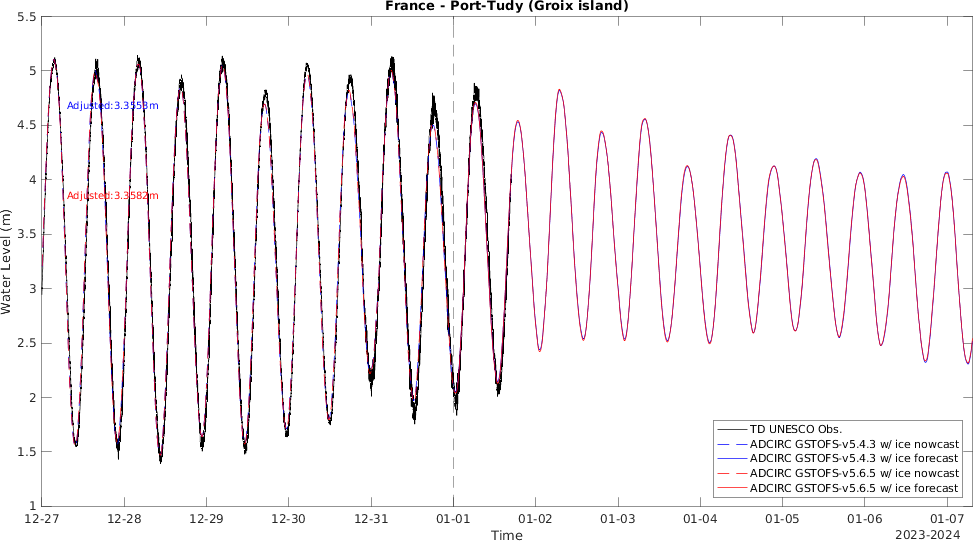 France - Port-Tudy (Groix island)
5.5
5
4.5
4
3.5
3
2.5
2
1.5
1
Water Level (m)
Adjusted:3.3553m
Adjusted:3.3582m
TD UNESCO Obs.
ADCIRC GSTOFS-v5.4.3 w/ ice nowcast
ADCIRC GSTOFS-v5.4.3 w/ ice forecast
ADCIRC GSTOFS-v5.6.5 w/ ice nowcast
ADCIRC GSTOFS-v5.6.5 w/ ice forecast
12-27 12-28 12-29 12-30 12-31 01-01 01-02 01-03 01-04 01-05 01-06 01-07
Time
2023-2024